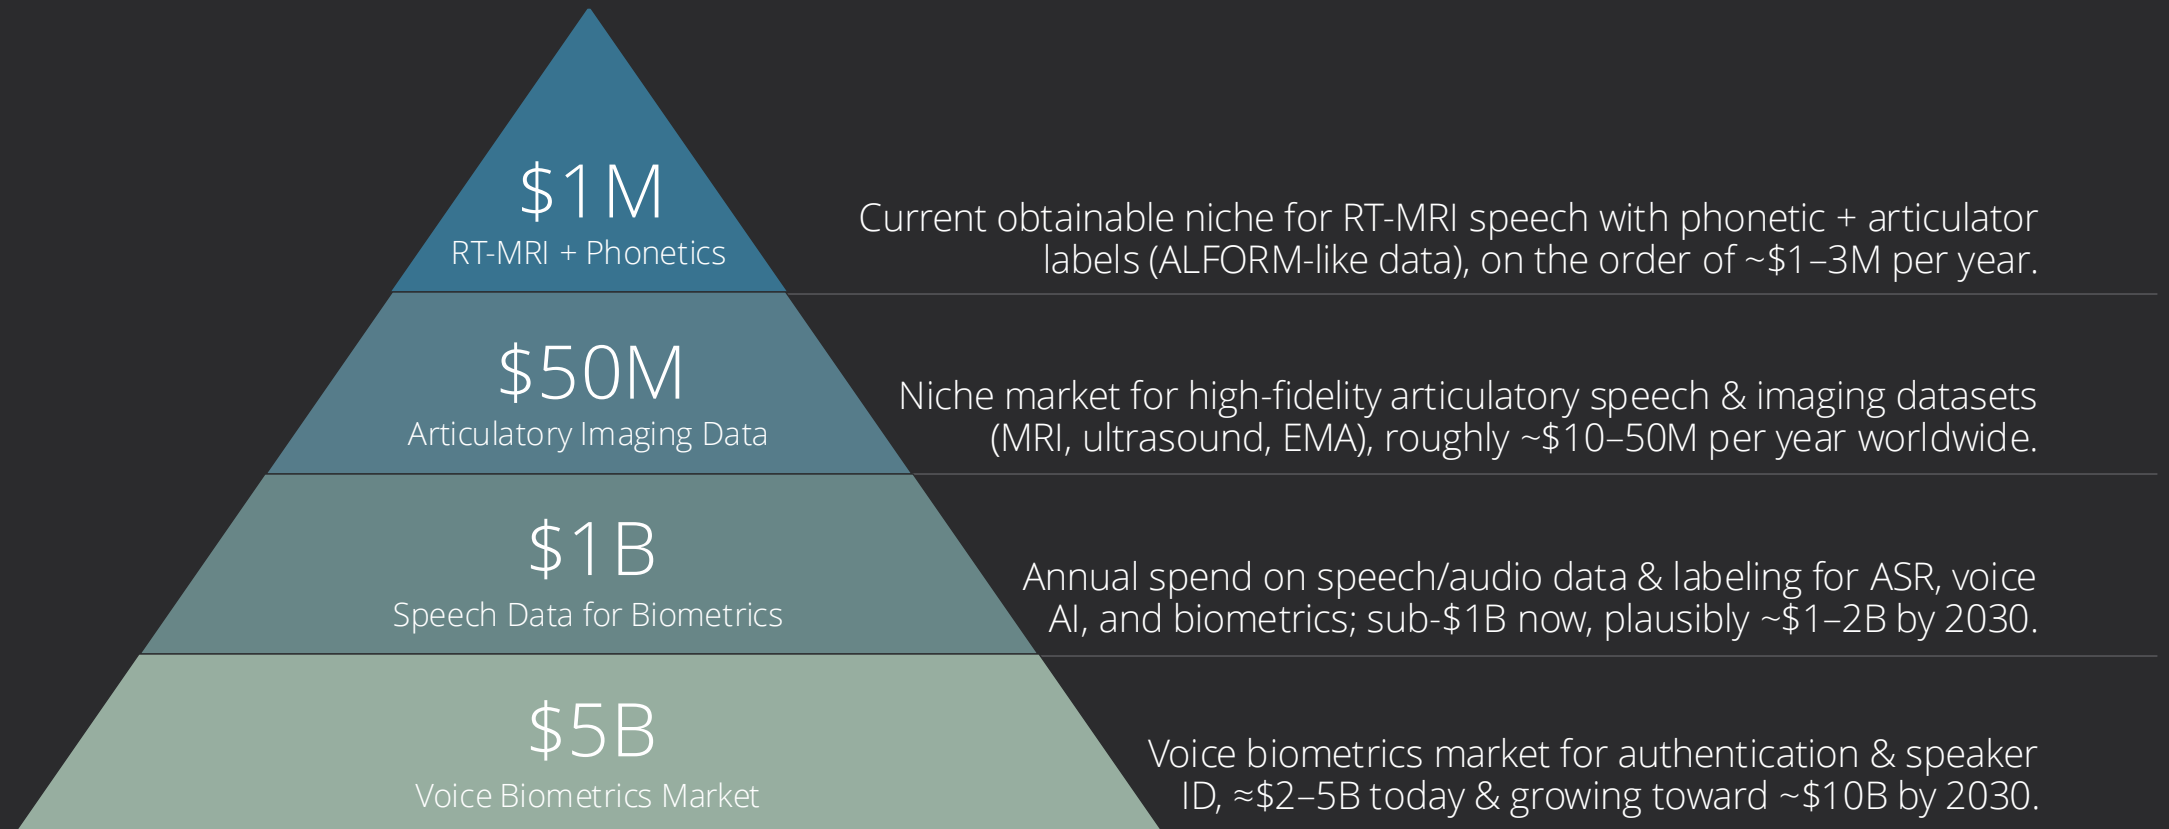 $1M
RT-MRI + Phonetics
Current obtainable niche for RT-MRI speech with phonetic + articulator
labels (ALFORM-like data), on the order of ~$1–3M per year.
$50M
Articulatory Imaging Data
Niche market for high-fidelity articulatory speech & imaging datasets
(MRI, ultrasound, EMA), roughly ~$10–50M per year worldwide.
$1B
Speech Data for Biometrics
Annual spend on speech/audio data & labeling for ASR, voice
AI, and biometrics; sub-$1B now, plausibly ~$1–2B by 2030.
$5B
Voice Biometrics Market
Voice biometrics market for authentication & speaker
ID, ≈$2–5B today & growing toward ~$10B by 2030.